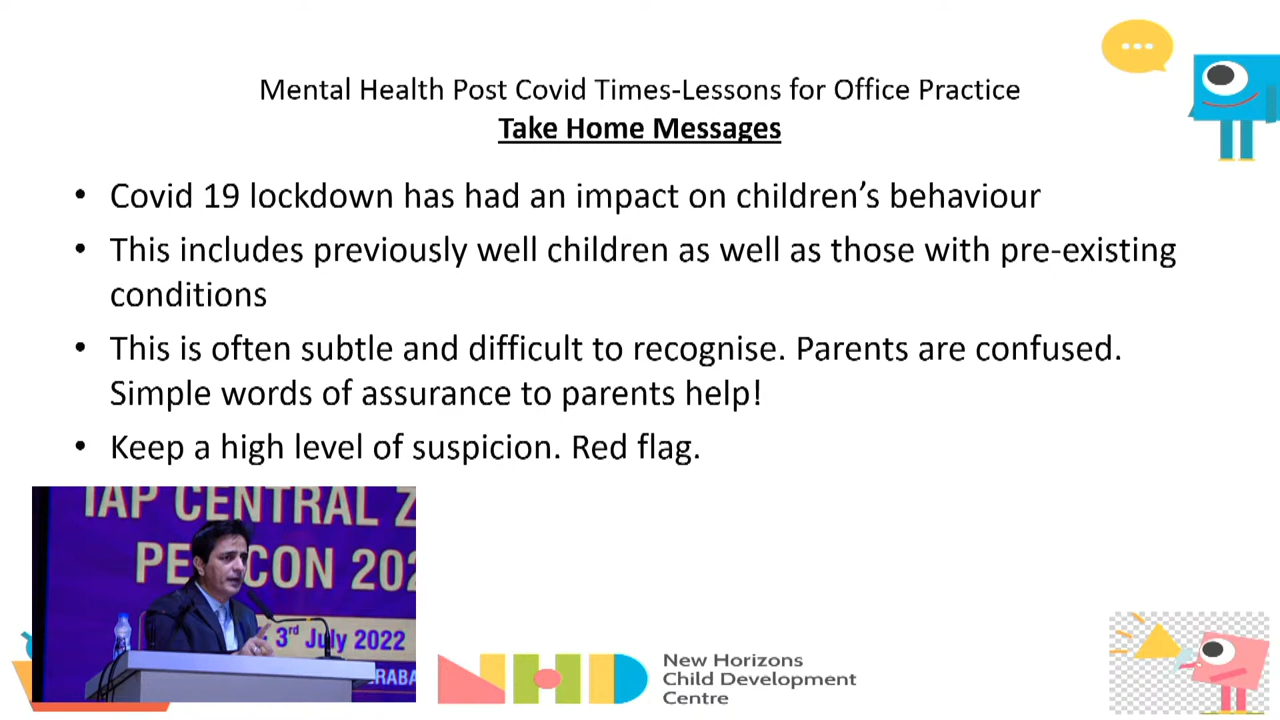 Mental Health Post Covid Times-Lessons for Office Practice
Take Home Messages
• Covid 19 lockdown has had an impact on children’s behaviour
• This includes previously well children as well as those with pre-existing
conditions
• This is often subtle and difficult to recognise. Parents are confused.
Simple words of assurance to parents help!
• Keep a high level of suspicion. Red flag.
IAP CENTRAL Z
3rd July 2022
NHD
New Horizons
Child Development
Centre